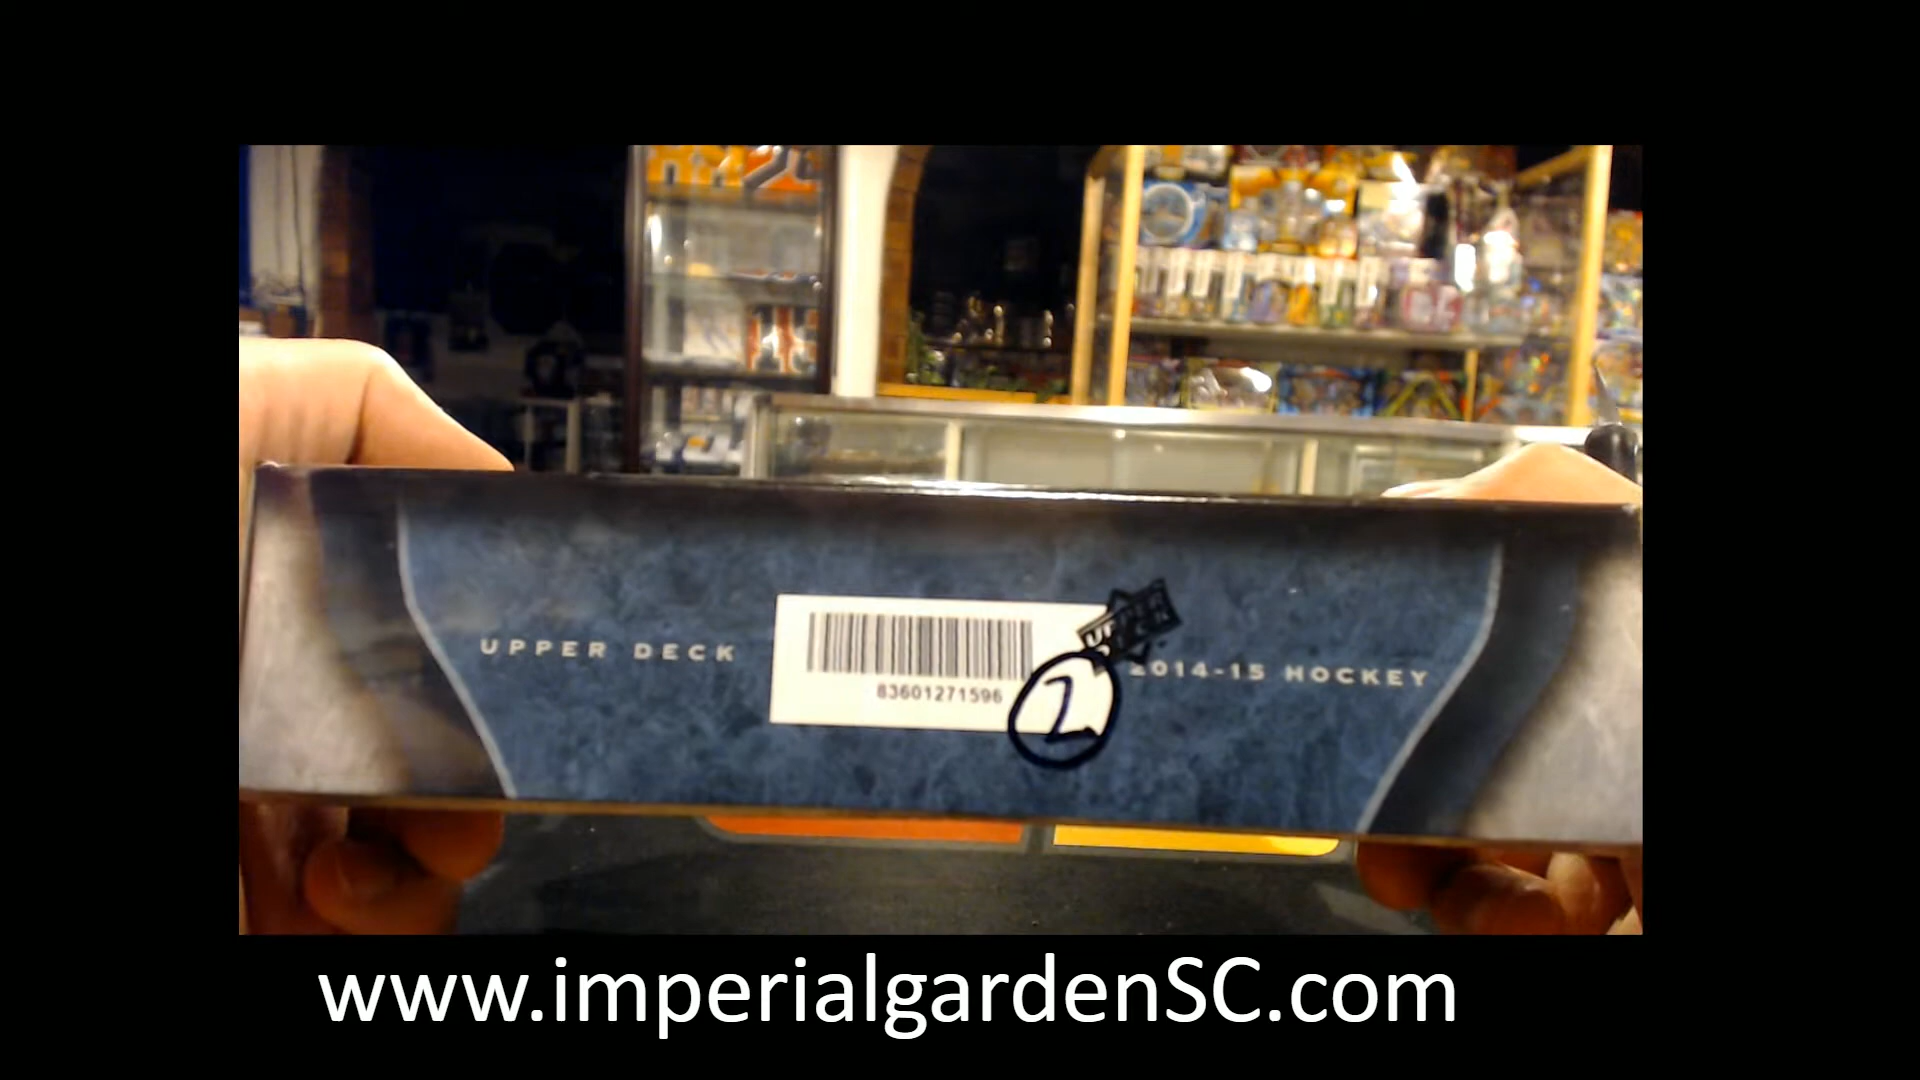 UPPER DECK
83601271596
2
UPPER DECK
2014-15 HOCKEY
www.imperialgardenSC.com